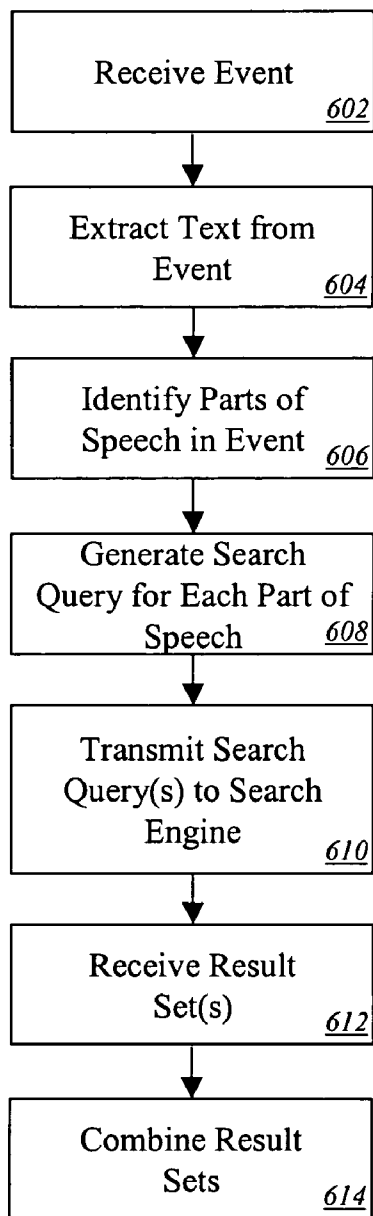 Receive Event
602
Extract Text from
Event
604
Identify Parts of
Speech in Event
606
Generate Search
Query for Each Part of
Speech
608
Transmit Search
Query(s) to Search
Engine
610
Receive Result
Set(s)
612
Combine Result
Sets
614